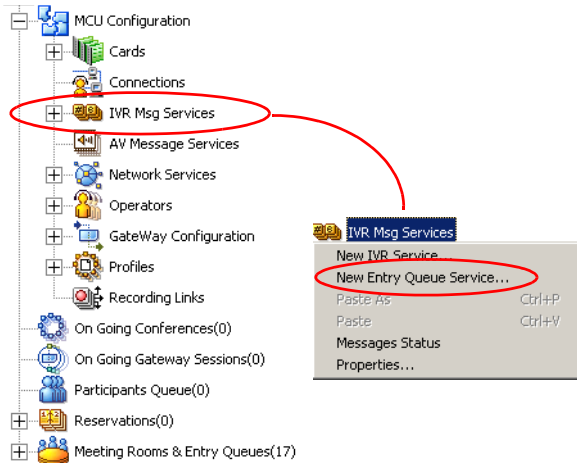 MCU Configuration
Cards
Connections
IVR Msg Services
AV Message Services
Network Services
Operators
GateWay Configuration
Profiles
Recording Links
On Going Conferences(0)
On Going Gateway Sessions(0)
Participants Queue(0)
Reservations(0)
Meeting Rooms & Entry Queues(17)
IVR Msg Services
New IVR Service...
New Entry Queue Service...
Paste As Ctrl+P
Paste Ctrl+V
Messages Status
Properties...